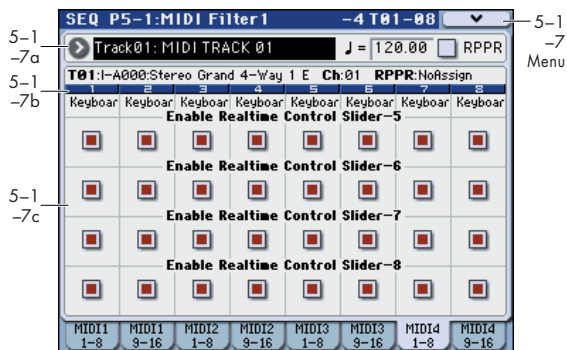 SEQ P5-1:MIDI Filter1 -4 T01-08
5-1
-7
Menu
5-1
-7a
Track01: MIDI TRACK 01 ♩ = 120.00 RPPR
5-1
-7b
T01:I-A000:Stereo Grand 4-Way 1 E Ch:01 RPPR:NoAssign
1 2 3 4 5 6 7 8
Keyboar Keyboar Keyboar Keyboar Keyboar Keyboar Keyboar Keyboar
Enable Realtime Control Slider-5
Enable Realtime Control Slider-6
5-1
-7c
Enable Realtime Control Slider-7
Enable Realtime Control Slider-8
MIDI1 MIDI1 MIDI2 MIDI2 MIDI3 MIDI3 MIDI4 MIDI4
1-8 9-16 1-8 9-16 1-8 9-16 1-8 9-16